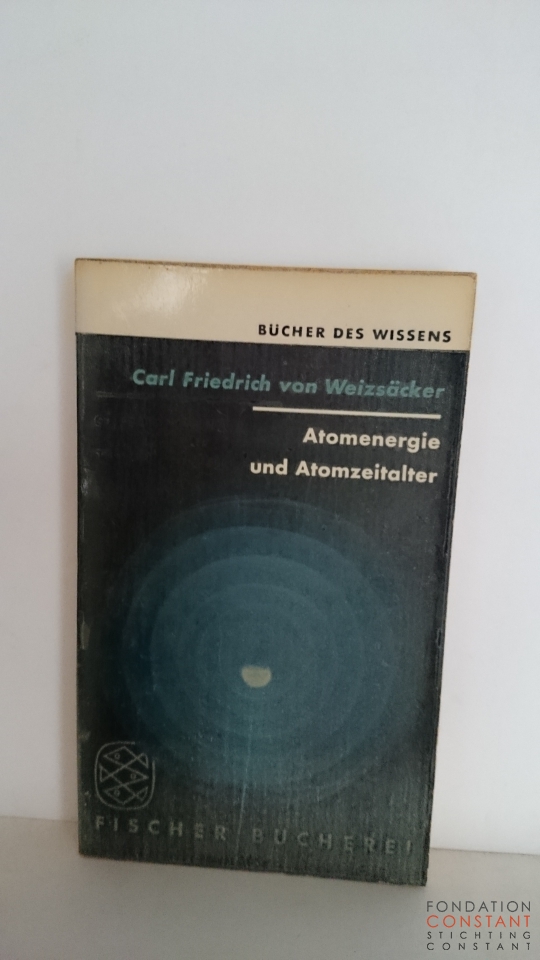 BÜCHER DES WISSENS
Carl Friedrich von Weizsäcker
Atomenergie
und Atomzeitalter
FISCHER BÜCHEREI
FONDATION
CONSTANT
STICHTING
CONSTANT